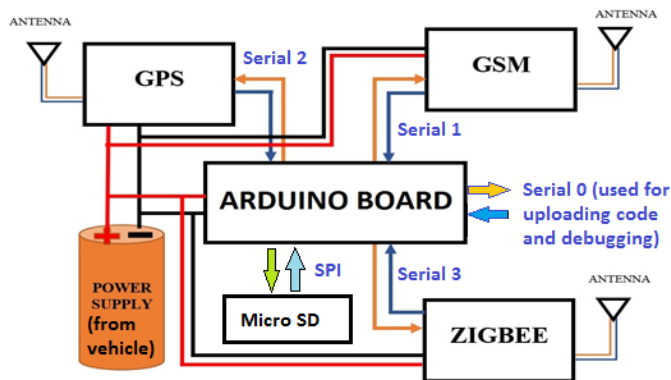 ANTENNA
GPS
Serial 2
GSM
ANTENNA
Serial 1
ARDUINO BOARD
Serial 0 (used for
uploading code
and debugging)
+ -
POWER
SUPPLY
(from
vehicle)
SPI
Micro SD
Serial 3
ANTENNA
ZIGBEE